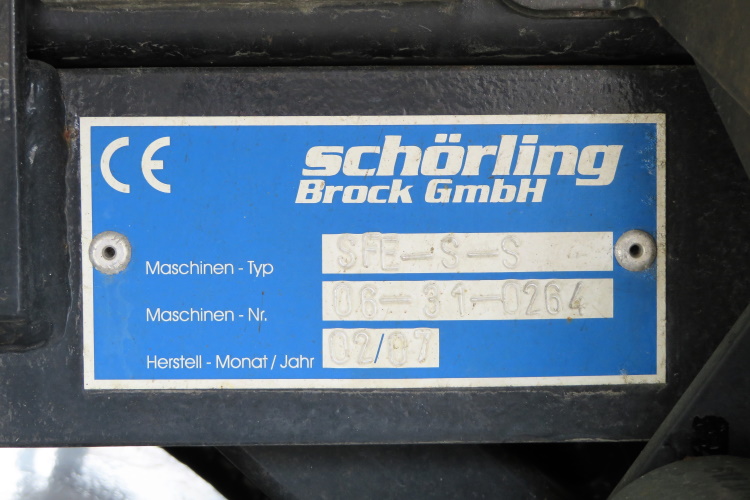 CE
schörling
Brock GmbH
Maschinen - Typ SFE-S-S
Maschinen - Nr. 06-31-0264
Herstell - Monat / Jahr 02/07